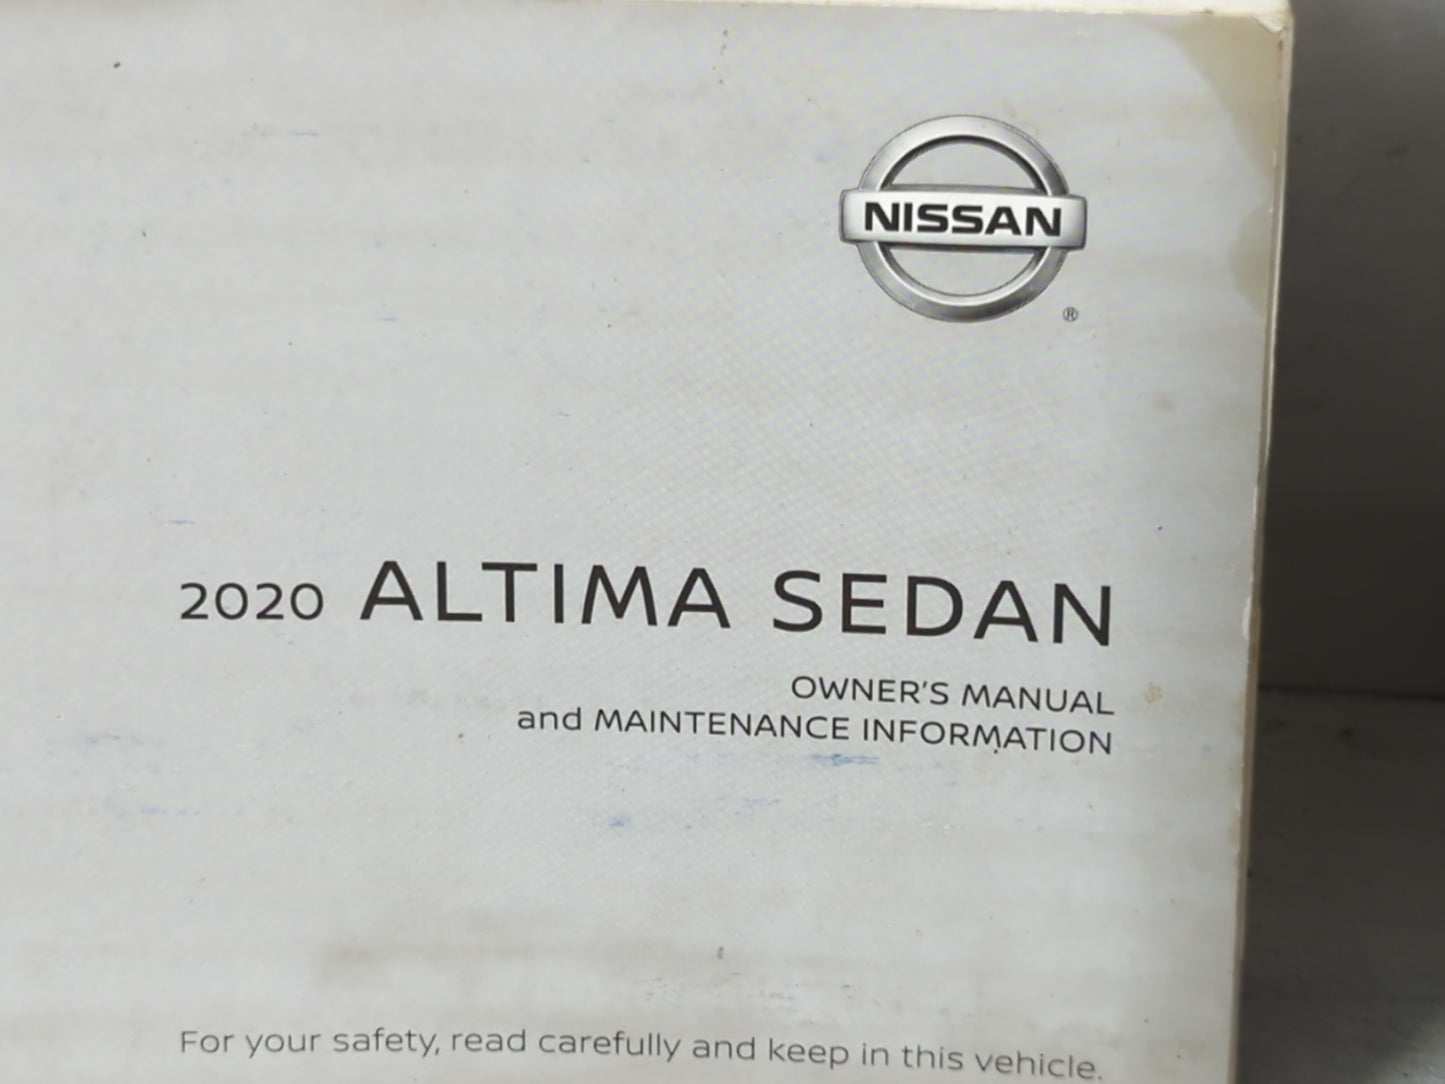 NISSAN
®
2020 ALTIMA SEDAN
OWNER'S MANUAL
and MAINTENANCE INFORMATION
For your safety, read carefully and keep in this vehicle.